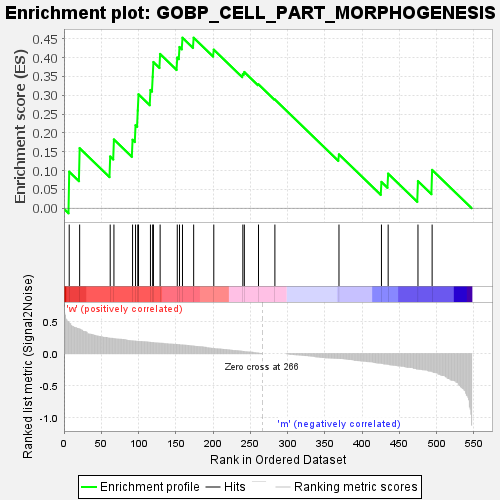 Enrichment plot: GOBP_CELL_PART_MORPHOGENESIS
Enrichment score (ES)
0.45
0.40
0.35
0.30
0.25
0.20
0.15
0.10
0.05
0.00
'w' (positively correlated)
Ranked list metric (Signal2Noise)
0.5
0.0
-0.5
-1.0
Zero cross at 266
'm' (negatively correlated)
0 50 100 150 200 250 300 350 400 450 500 550
Rank in Ordered Dataset
Enrichment profile Hits Ranking metric scores